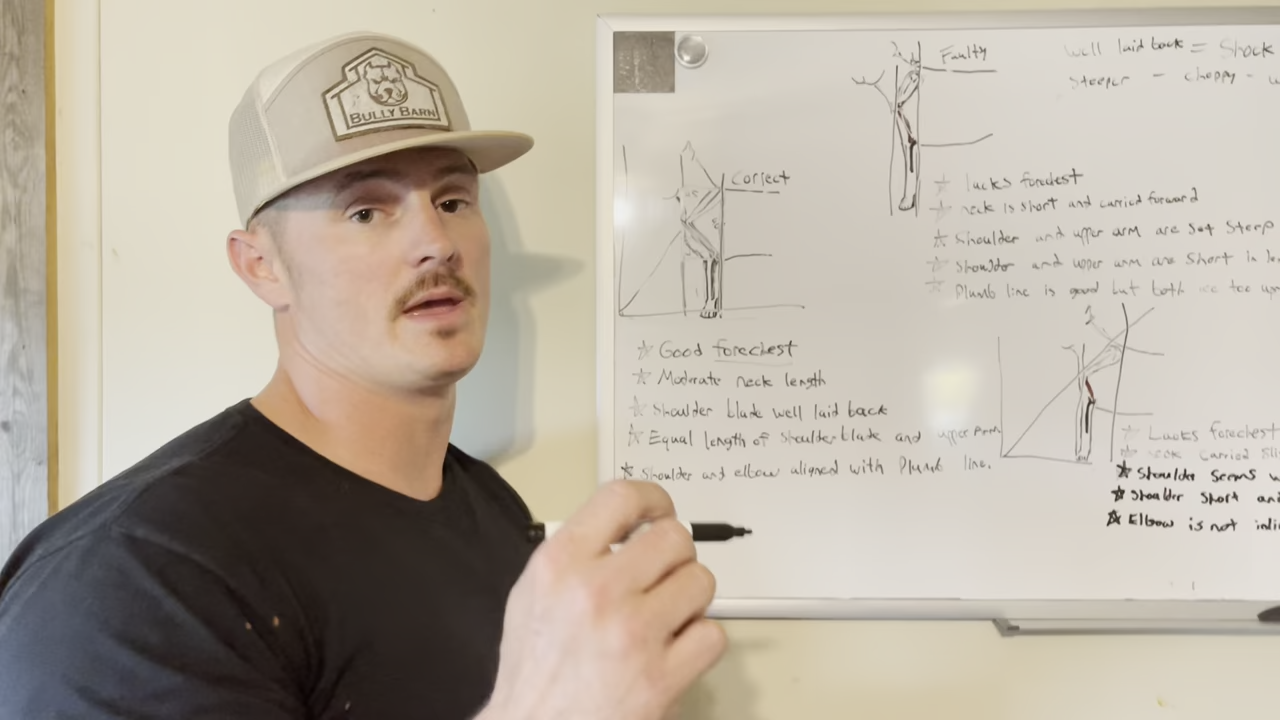 BULLY BARN
Correct
☆ Good forechest
☆ Moderate neck length
☆ Shoulder blade well laid back
☆ Equal length of shoulder blade and upper
☆ Shoulder and elbow aligned with Plumb line.
Faulty
well laid back = Shock
Steeper - choppy -
☆ lacks forechest
☆ neck is short and carried forward
☆ Shoulder and upper arm are set Steep
☆ Shoulder and upper arm are short in
☆ Plumb line is good but both are too
☆ Lacks forechest
☆ neck carried
☆ Shoulder seems
☆ Shoulder short and
☆ Elbow is not